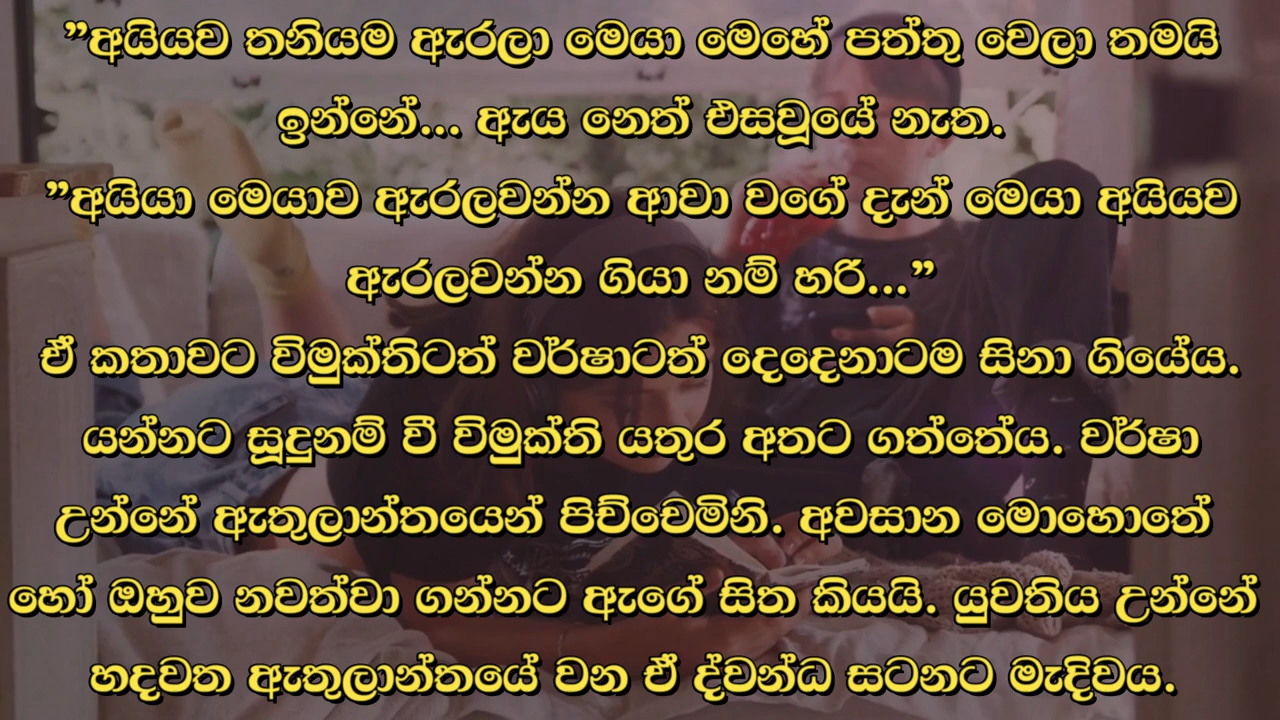 ”අයියව තනියම ඇරලා මෙයා මෙහේ පත්තු වෙලා තමයි
ඉන්නේ... ඇය නෙත් එසවූයේ නැත.
”අයියා මෙයාව ඇරලවන්න ආවා වගේ දැන් මෙයා අයියව
ඇරලවන්න ගියා නම් හරි...”
ඒ කතාවට විමුක්තිටත් වර්ෂාටත් දෙදෙනාටම සිනා ගියේය.
යන්නට සූදුනම් වී විමුක්ති යතුර අතට ගත්තේය. වර්ෂා
උන්නේ ඇතුලාන්තයෙන් පිච්චෙමිනි. අවසාන මොහොතේ
හෝ ඔහුව නවත්වා ගන්නට ඇගේ සිත කියයි. යුවතිය උන්නේ
හදවත ඇතුලාන්තයේ වන ඒ ද්වන්ධ සටනට මැදිවය.